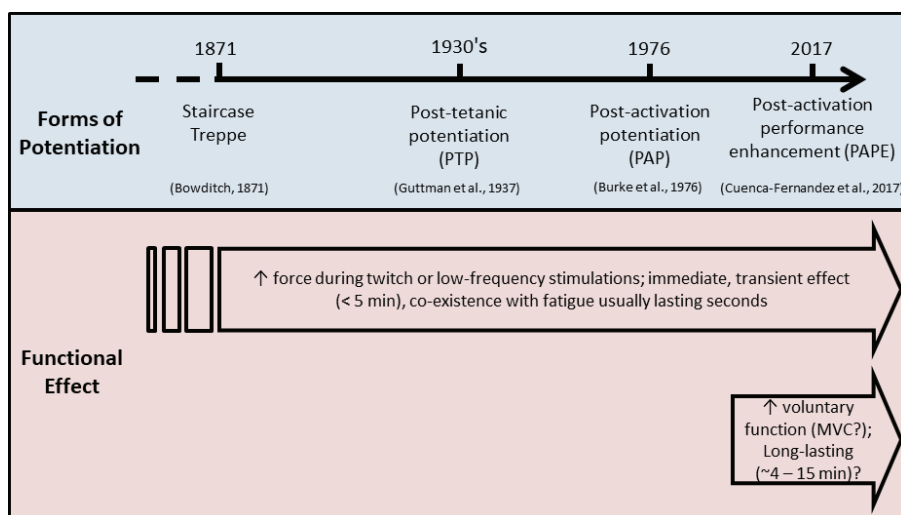 1871
1930's
1976
2017
Forms of
Potentiation
Staircase
Treppe
(Bowditch, 1871)
Post-tetanic
potentiation
(PTP)
(Guttman et al., 1937)
Post-activation
potentiation
(PAP)
(Burke et al., 1976)
Post-activation
performance
enhancement (PAPE)
(Cuenca-Fernandez et al., 2017)
Functional
Effect
↑ force during twitch or low-frequency stimulations; immediate, transient effect
(< 5 min), co-existence with fatigue usually lasting seconds
↑ voluntary
function (MVC?);
Long-lasting
(~4 – 15 min)?